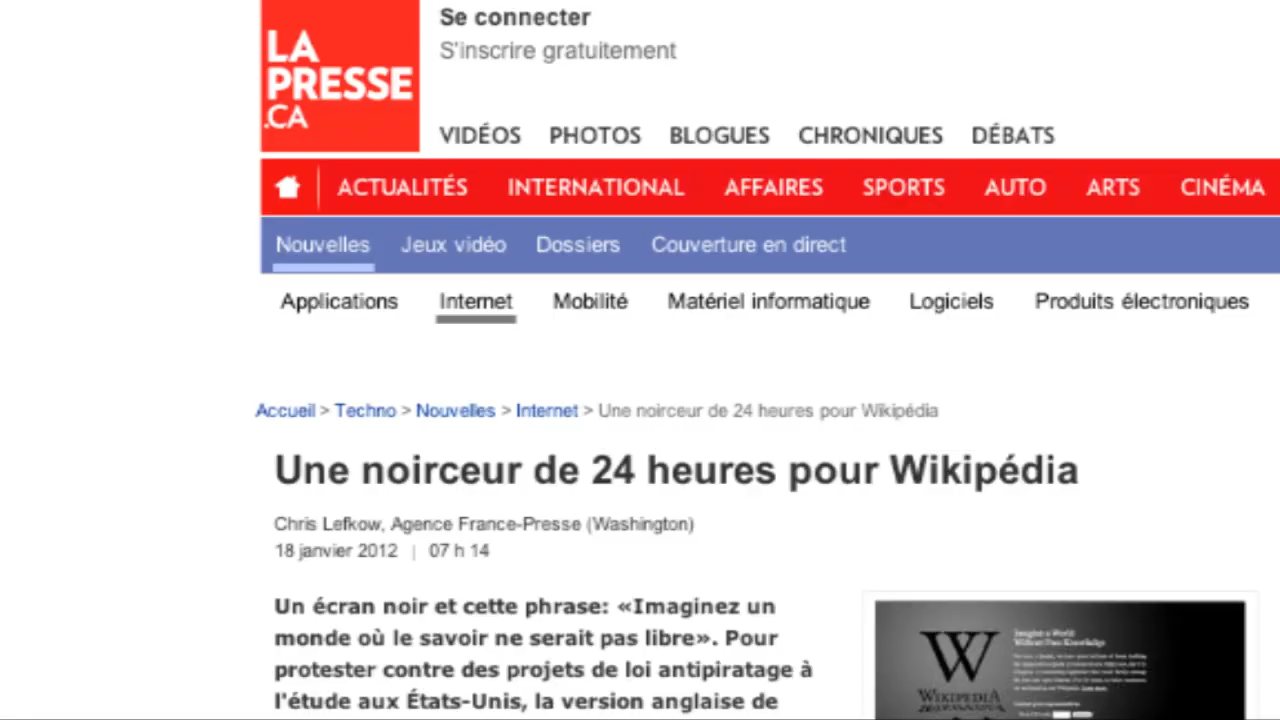 LA
PRESSE
.CA
Se connecter
S'inscrire gratuitement
VIDÉOS PHOTOS BLOGUES CHRONIQUES DÉBATS
ACTUALITÉS INTERNATIONAL AFFAIRES SPORTS AUTO ARTS CINÉMA
Nouvelles Jeux vidéo Dossiers Couverture en direct
Applications Internet Mobilité Matériel informatique Logiciels Produits électroniques
Accueil > Techno > Nouvelles > Internet > Une noirceur de 24 heures pour Wikipédia
Une noirceur de 24 heures pour Wikipédia
Chris Lefkow, Agence France-Presse (Washington)
18 janvier 2012 | 07 h 14
Un écran noir et cette phrase: «Imaginez un
monde où le savoir ne serait pas libre». Pour
protester contre des projets de loi antipiratage à
l'étude aux États-Unis, la version anglaise de
Imagine a World
Without Free Knowledge
WIKIPEDIA